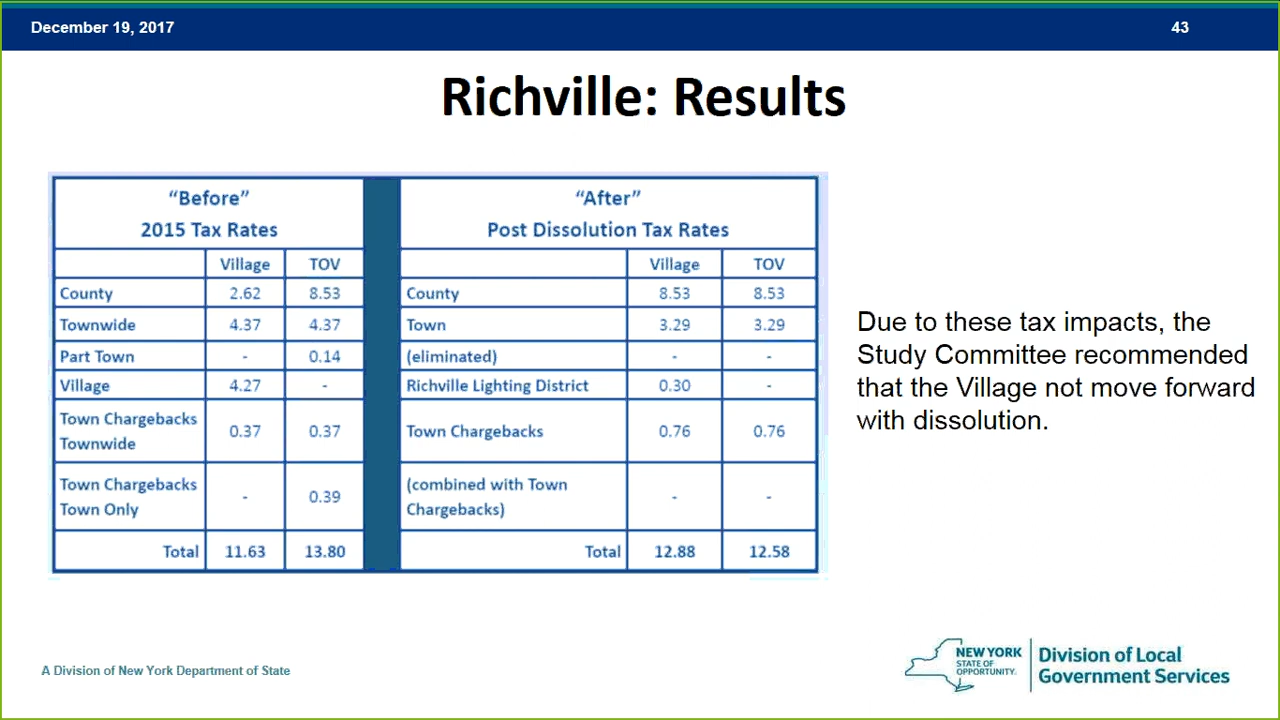 December 19, 2017 43
Richville: Results
“Before” “After”
2015 Tax Rates Post Dissolution Tax Rates
Village TOV Village TOV
County 2.62 8.53 County 8.53 8.53
Townwide 4.37 4.37 Town 3.29 3.29
Part Town - 0.14 (eliminated) - -
Village 4.27 - Richville Lighting District 0.30 -
Town Chargebacks
Townwide 0.37 0.37 Town Chargebacks 0.76 0.76
Town Chargebacks (combined with Town
Town Only - 0.39 Chargebacks) - -
Total 11.63 13.80 Total 12.88 12.58
Due to these tax impacts, the
Study Committee recommended
that the Village not move forward
with dissolution.
A Division of New York Department of State
NEW YORK
STATE OF
OPPORTUNITY.
Division of Local
Government Services